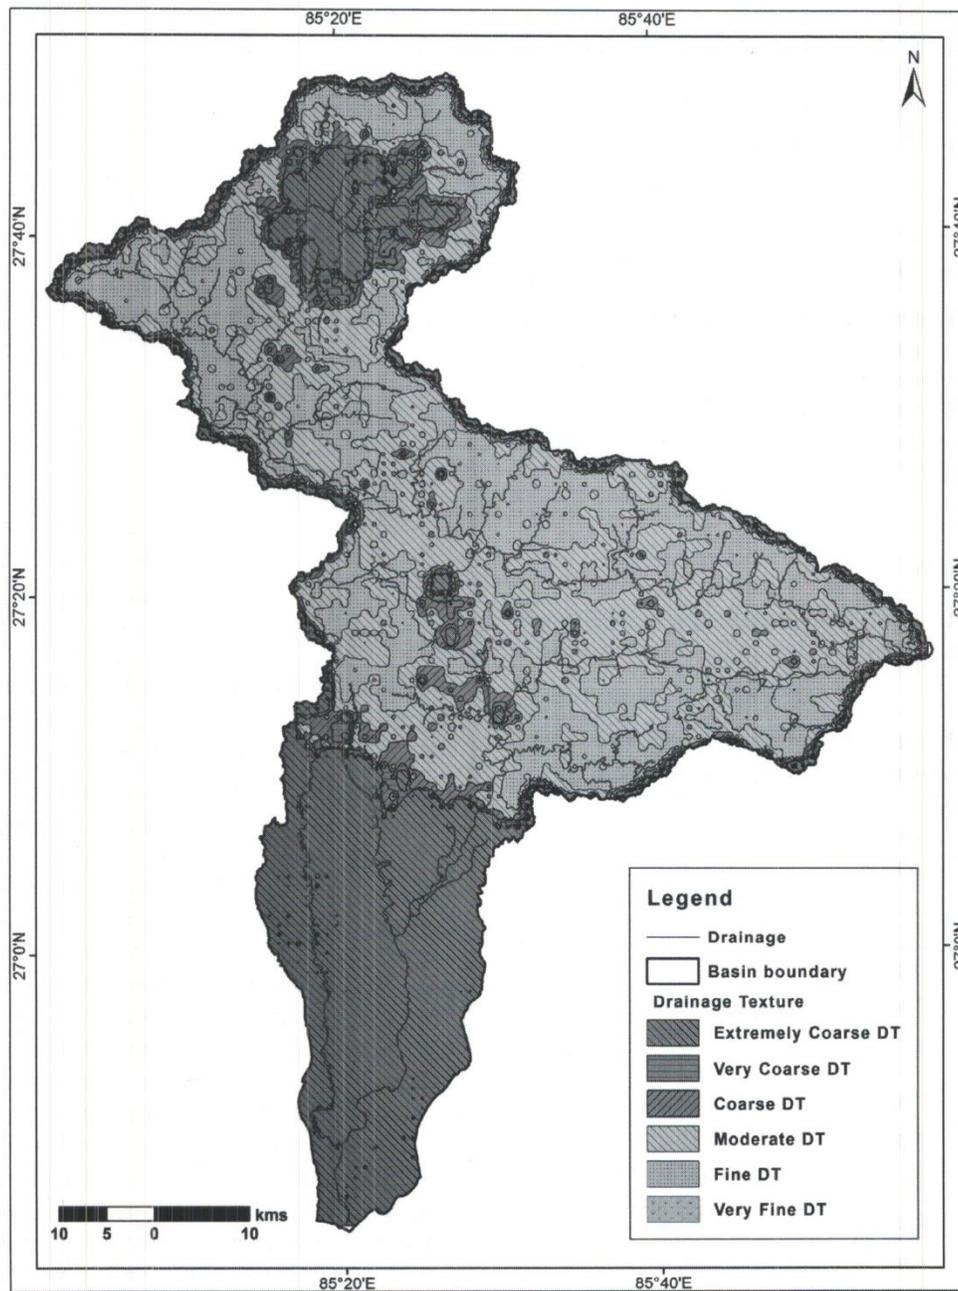 85°20'E 85°40'E
N
27°40'N
27°20'N
27°0'N
Legend
Drainage
Basin boundary
Drainage Texture
Extremely Coarse DT
Very Coarse DT
Coarse DT
Moderate DT
Fine DT
Very Fine DT
10 5 0 10 kms
85°20'E 85°40'E